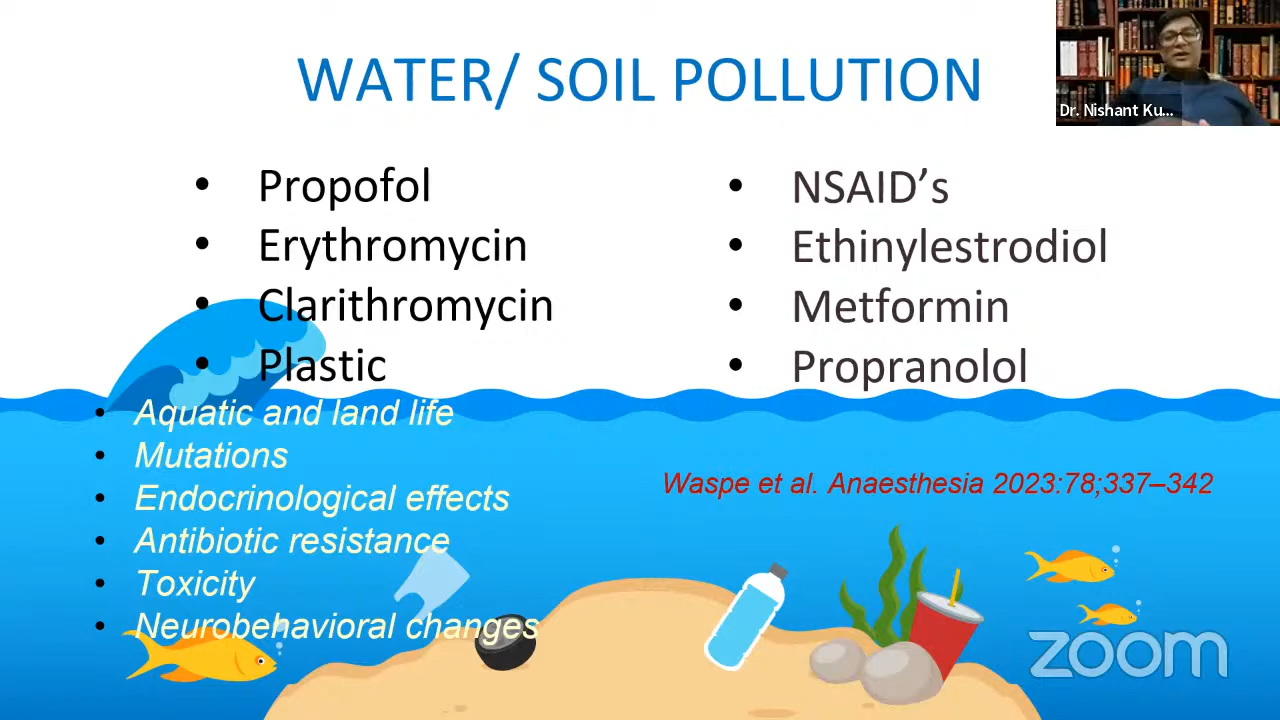 WATER/ SOIL POLLUTION
Dr. Nishant Ku...
• Propofol
• Erythromycin
• Clarithromycin
• Plastic
• NSAID’s
• Ethinylestrodiol
• Metformin
• Propranolol
• Aquatic and land life
• Mutations
• Endocrinological effects
• Antibiotic resistance
• Toxicity
• Neurobehavioral changes
Waspe et al. Anaesthesia 2023:78;337–342
zoom